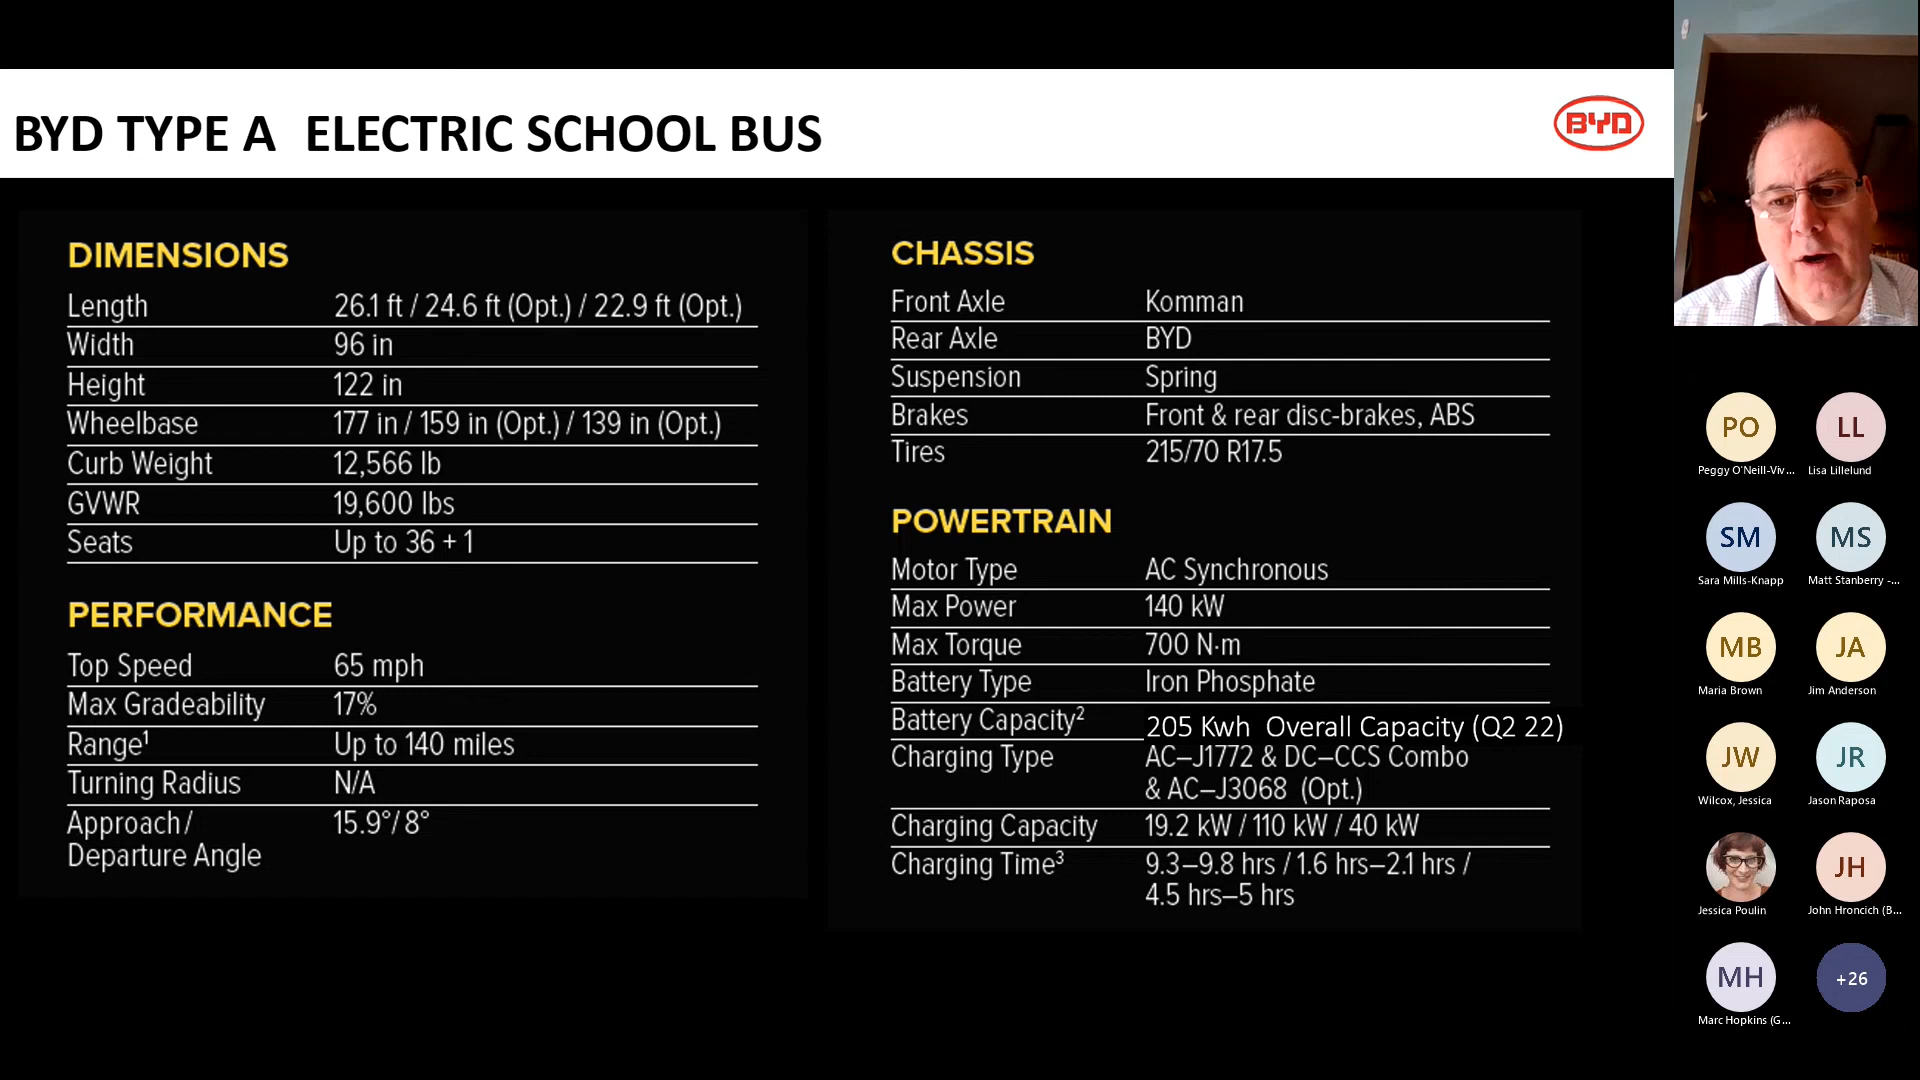 BYD TYPE A ELECTRIC SCHOOL BUS
BYD
DIMENSIONS
Length 26.1 ft / 24.6 ft (Opt.) / 22.9 ft (Opt.)
Width 96 in
Height 122 in
Wheelbase 177 in / 159 in (Opt.) / 139 in (Opt.)
Curb Weight 12,566 lb
GVWR 19,600 lbs
Seats Up to 36 + 1
PERFORMANCE
Top Speed 65 mph
Max Gradeability 17%
Range¹ Up to 140 miles
Turning Radius N/A
Approach/ 15.9°/ 8°
Departure Angle
CHASSIS
Front Axle Komman
Rear Axle BYD
Suspension Spring
Brakes Front & rear disc-brakes, ABS
Tires 215/70 R17.5
POWERTRAIN
Motor Type AC Synchronous
Max Power 140 kW
Max Torque 700 N·m
Battery Type Iron Phosphate
Battery Capacity² 205 Kwh Overall Capacity (Q2 22)
Charging Type AC–J1772 & DC–CCS Combo
& AC–J3068 (Opt.)
Charging Capacity 19.2 kW / 110 kW / 40 kW
Charging Time³ 9.3–9.8 hrs / 1.6 hrs–2.1 hrs /
4.5 hrs–5 hrs
PO LL
Peggy O'Neill-Viv... Lisa Lillelund
SM MS
Sara Mills-Knapp Matt Stanberry -...
MB JA
Maria Brown Jim Anderson
JW JR
Wilcox, Jessica Jason Raposa
JH
Jessica Poulin John Hroncich (B...
MH +26
Marc Hopkins (G...